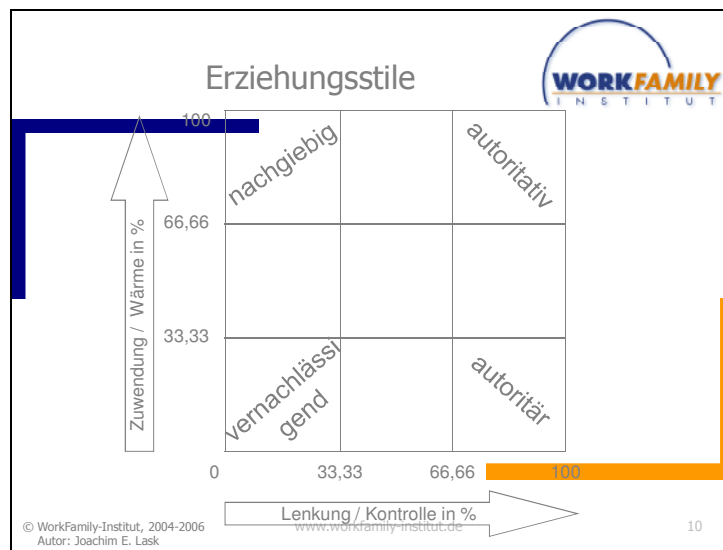 Erziehungsstile
WORKFAMILY
INSTITUT
100
nachgiebig
autoritativ
66,66
Zuwendung / Wärme in %
33,33
vernachlässi
gend
autoritär
0
33,33
66,66
100
Lenkung / Kontrolle in %
© WorkFamily-Institut, 2004-2006
www.workfamily-institut.de
10
Autor: Joachim E. Lask